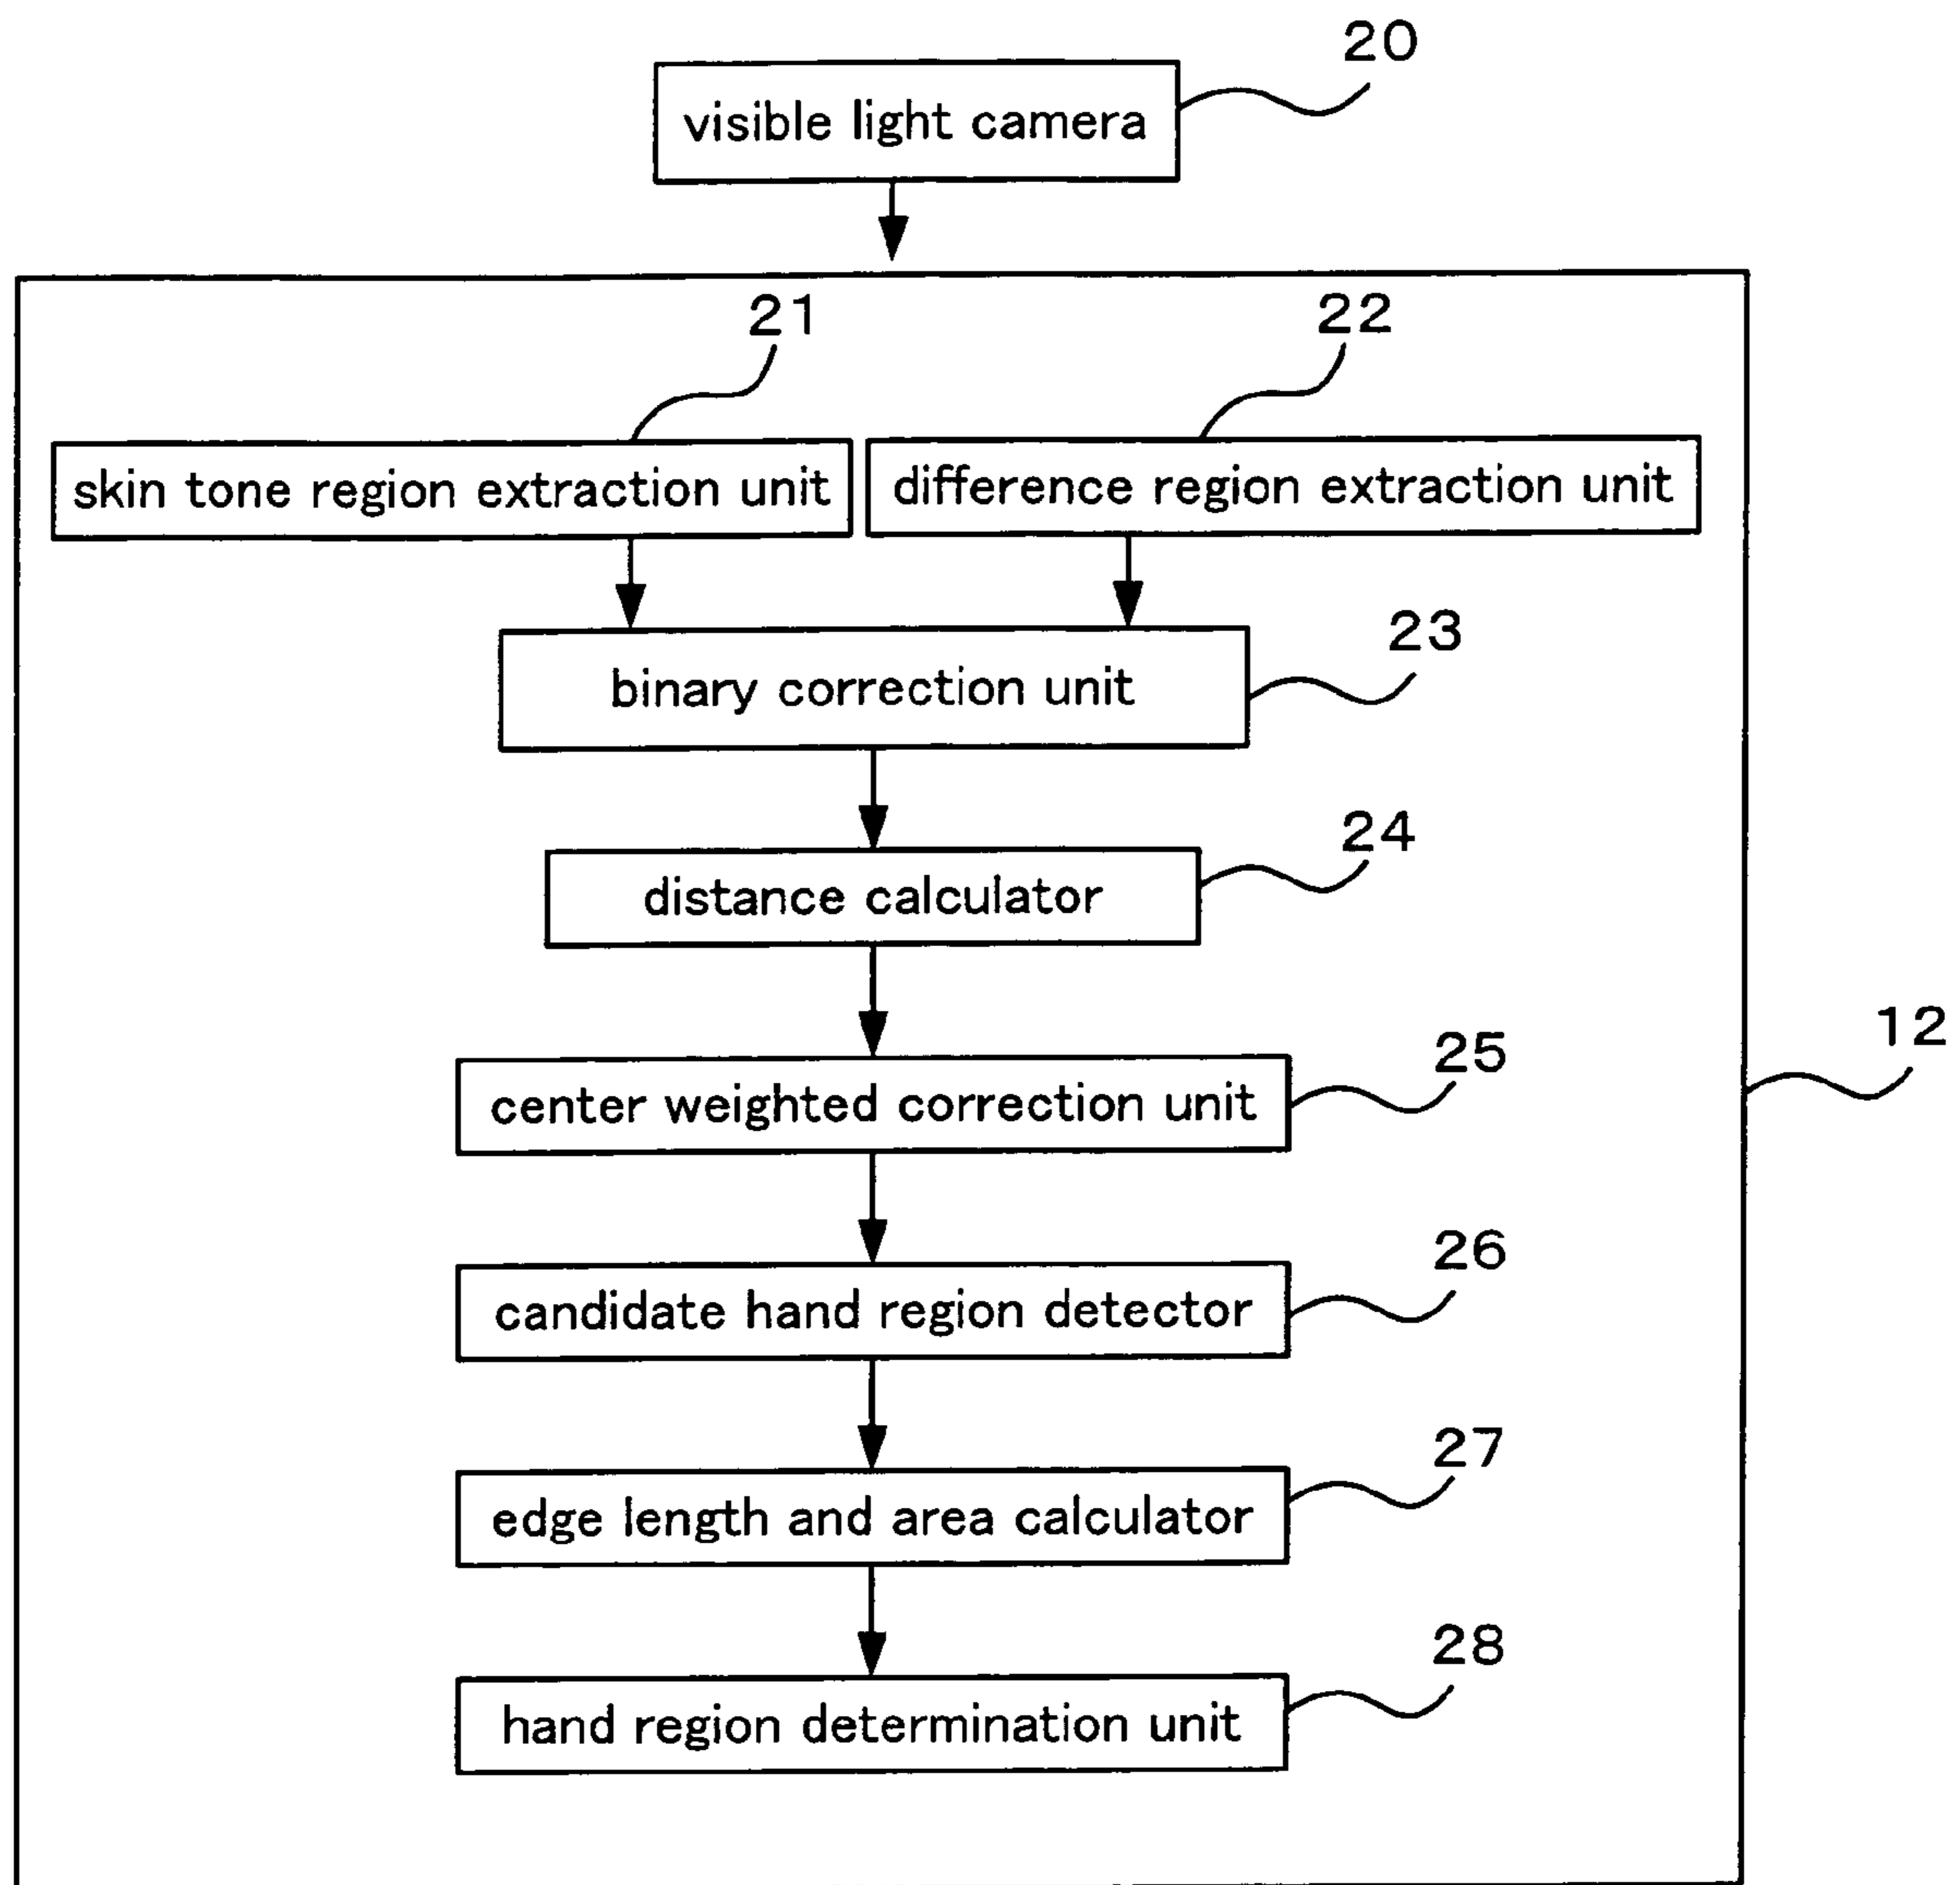 20
visible light camera
21
22
skin tone region extraction unit
difference region extraction unit
23
binary correction unit
24
distance calculator
12
25
center weighted correction unit
26
candidate hand region detector
27
edge length and area calculator
28
hand region determination unit